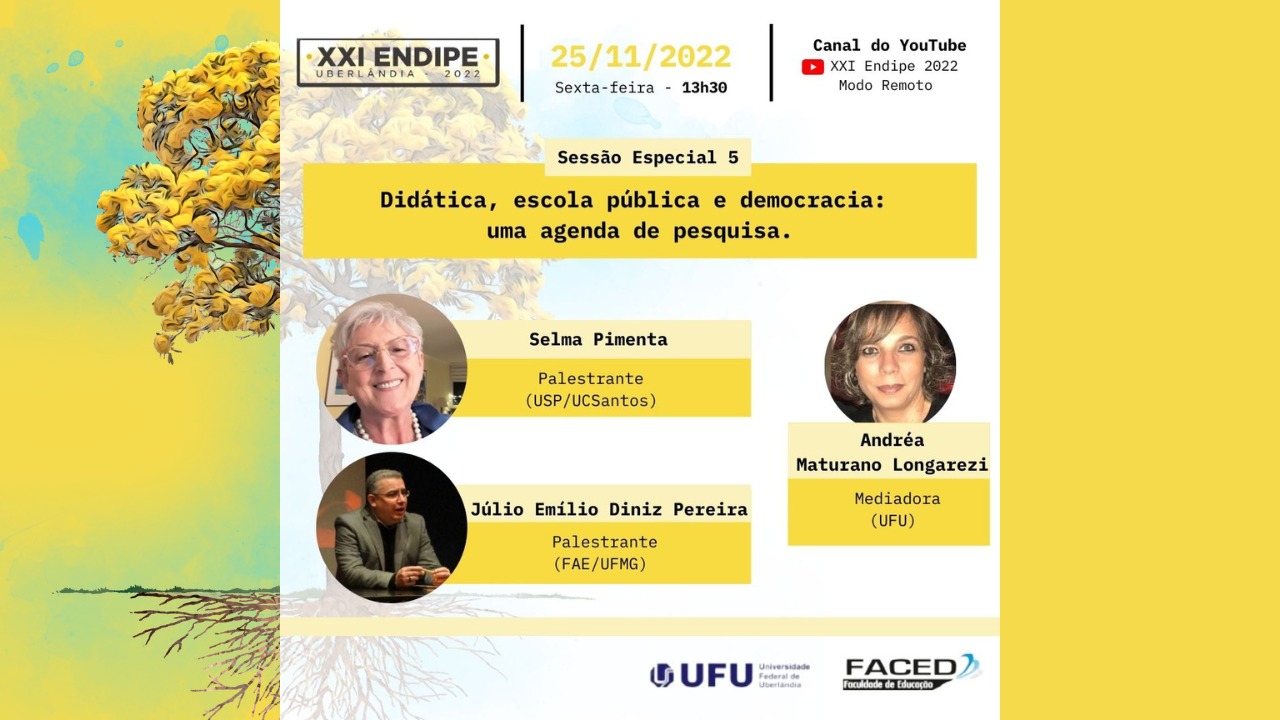 XXI ENDIPE
UBERLÂNDIA - 2022
25/11/2022
Sexta-feira - 13h30
Canal do YouTube
XXI Endipe 2022
Modo Remoto
Sessão Especial 5
Didática, escola pública e democracia:
uma agenda de pesquisa.
Selma Pimenta
Palestrante
(USP/UCSantos)
Júlio Emílio Diniz Pereira
Palestrante
(FAE/UFMG)
Andréa
Maturano Longarezi
Mediadora
(UFU)
UFU
Universidade
Federal de
Uberlândia
FACED
Faculdade de Educação